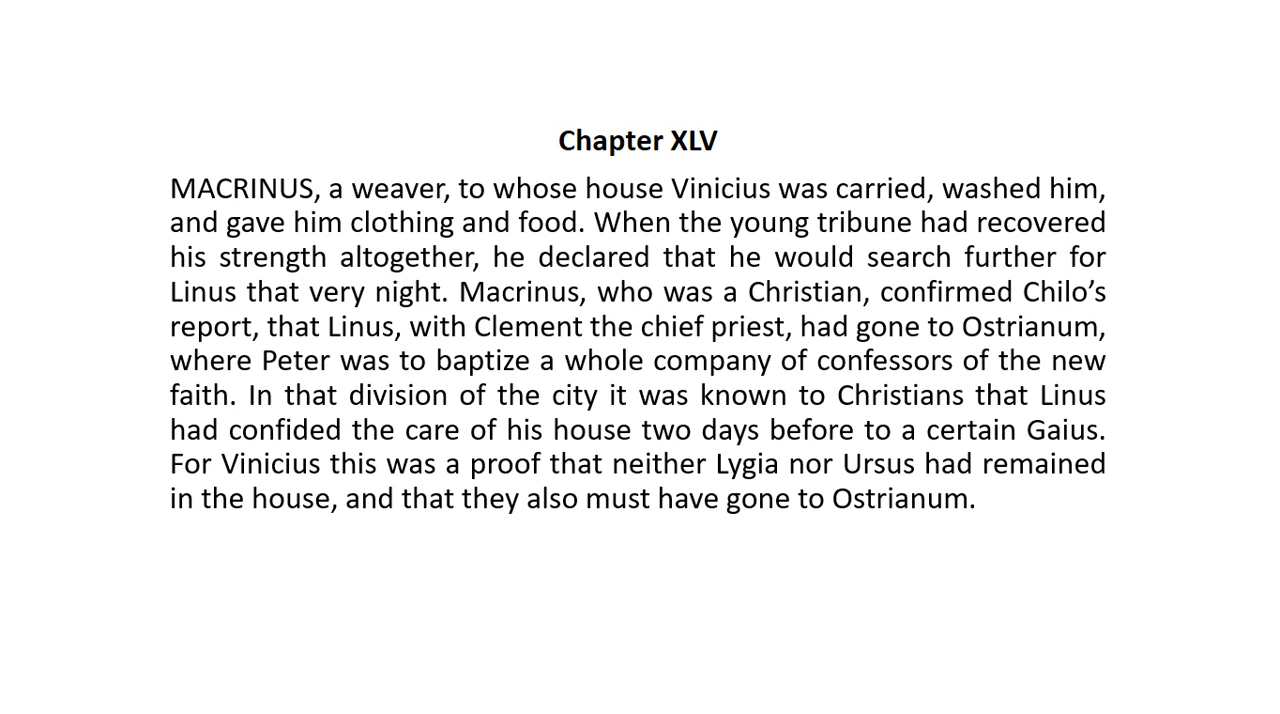 Chapter XLV
MACRINUS, a weaver, to whose house Vinicius was carried, washed him,
and gave him clothing and food. When the young tribune had recovered
his strength altogether, he declared that he would search further for
Linus that very night. Macrinus, who was a Christian, confirmed Chilo’s
report, that Linus, with Clement the chief priest, had gone to Ostrianum,
where Peter was to baptize a whole company of confessors of the new
faith. In that division of the city it was known to Christians that Linus
had confided the care of his house two days before to a certain Gaius.
For Vinicius this was a proof that neither Lygia nor Ursus had remained
in the house, and that they also must have gone to Ostrianum.